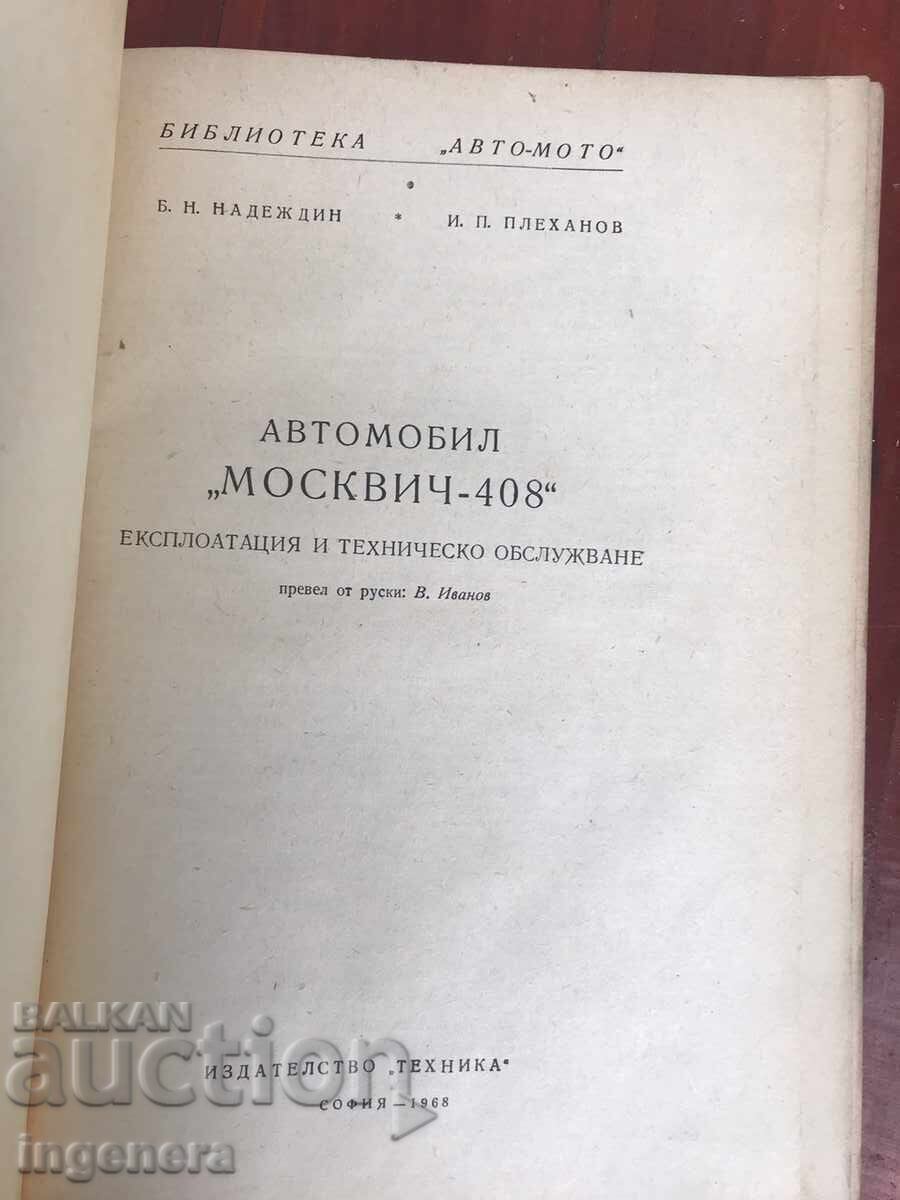 БИБЛИОТЕКА „АВТО-МОТО“
Б. Н. НАДЕЖДИН * И. П. ПЛЕХАНОВ
АВТОМОБИЛ
„МОСКВИЧ-408“
ЕКСПЛОАТАЦИЯ И ТЕХНИЧЕСКО ОБСЛУЖВАНЕ
превел от руски: В. Иванов
ИЗДАТЕЛСТВО „ТЕХНИКА“
СОФИЯ — 1968
BALKAN
auction
ingenera